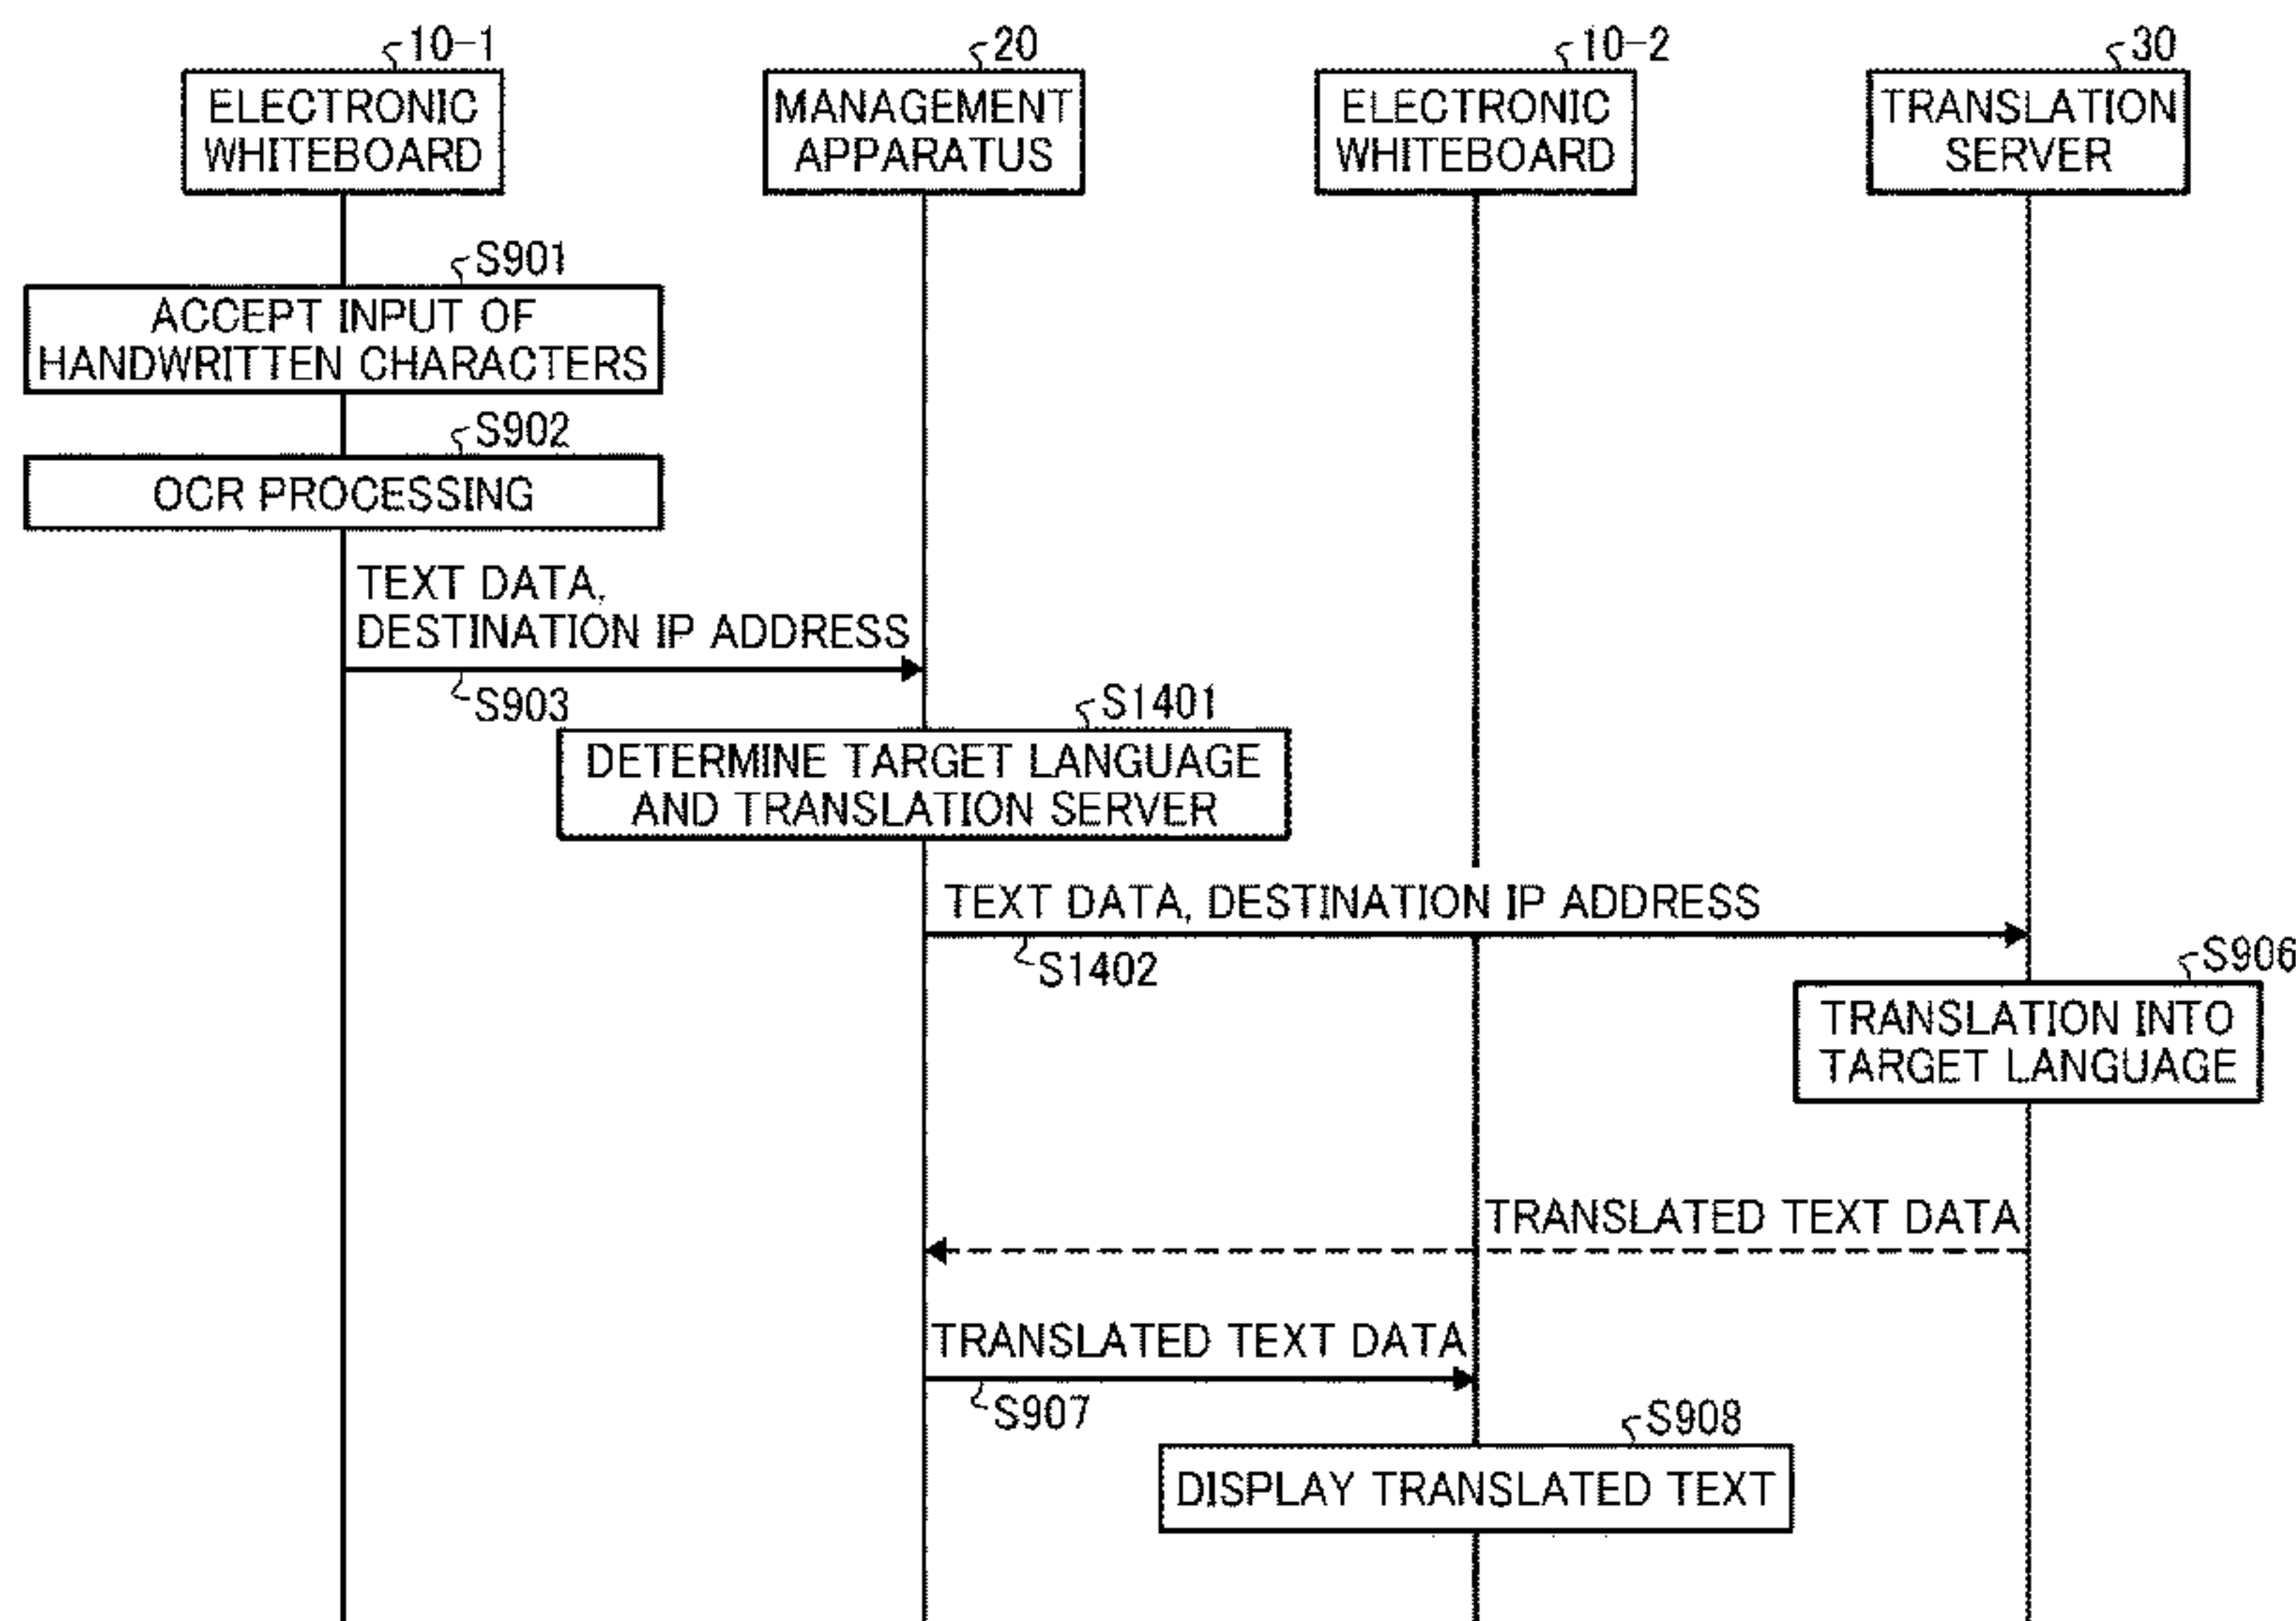 10-1
20
10-2
30
ELECTRONIC
WHITEBOARD
MANAGEMENT
APPARATUS
ELECTRONIC
WHITEBOARD
TRANSLATION
SERVER
S901
ACCEPT INPUT OF
HANDWRITTEN CHARACTERS
S902
OCR PROCESSING
TEXT DATA,
DESTINATION IP ADDRESS
S903
S1401
DETERMINE TARGET LANGUAGE
AND TRANSLATION SERVER
TEXT DATA, DESTINATION IP ADDRESS
S1402
S906
TRANSLATION INTO
TARGET LANGUAGE
TRANSLATED TEXT DATA
TRANSLATED TEXT DATA
S907
S908
DISPLAY TRANSLATED TEXT